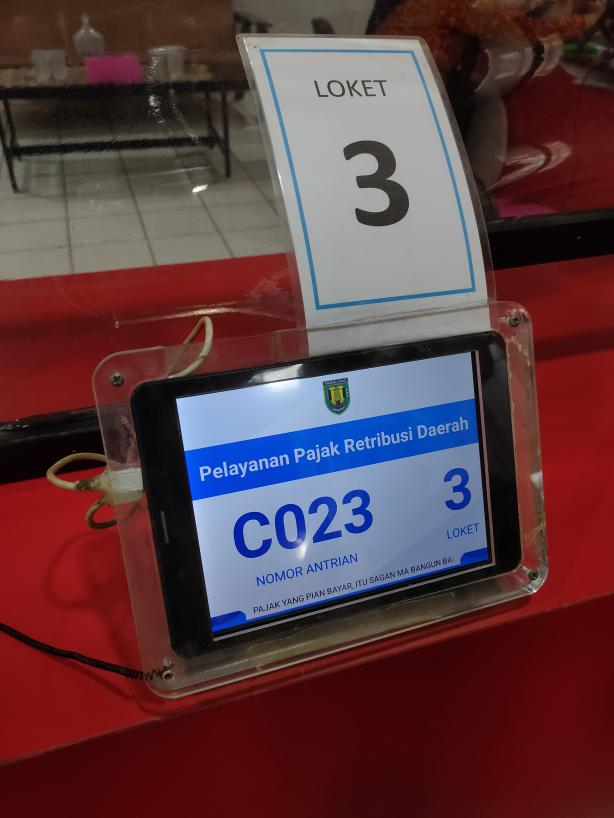 LOKET
3
TABALONG
Pelayanan Pajak Retribusi Daerah
C023
3
NOMOR ANTRIAN
LOKET
PAJAK YANG PIAN BAYAR, ITU SAGAN MA BANGUN BA